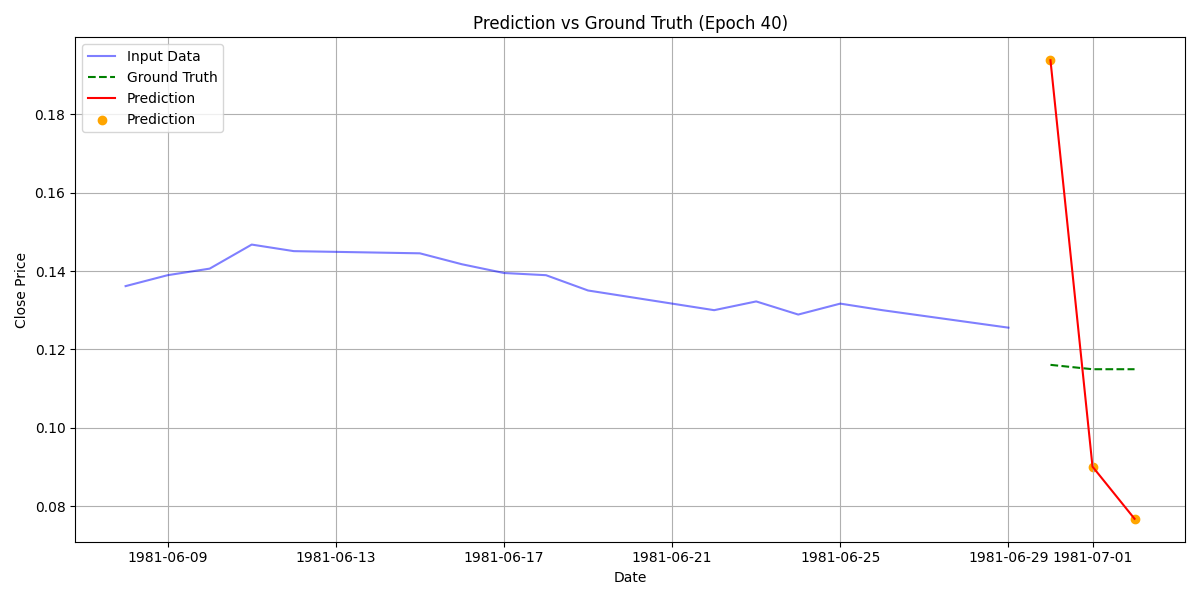 Prediction vs Ground Truth (Epoch 40)
Input Data
Ground Truth
Prediction
Prediction
0.18
0.16
0.14
0.12
0.10
0.08
Close Price
1981-06-09 1981-06-13 1981-06-17 1981-06-21 1981-06-25 1981-06-29 1981-07-01
Date